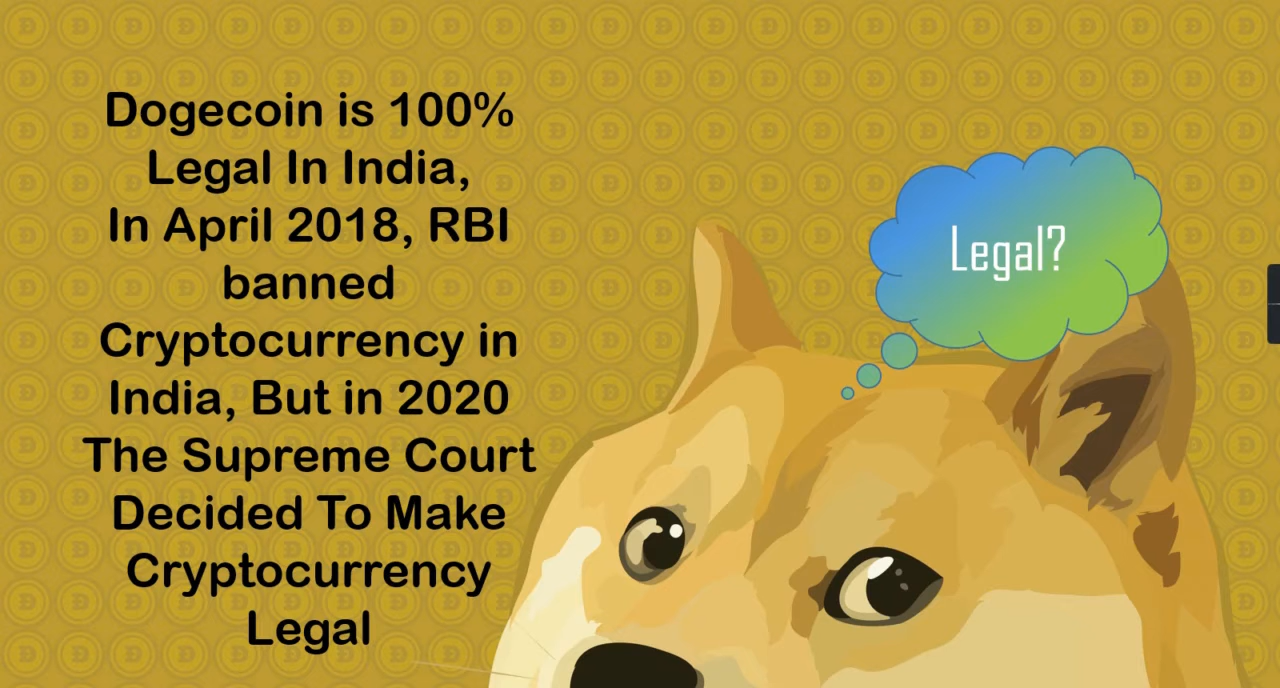 Dogecoin is 100%
Legal In India,
In April 2018, RBI
banned
Cryptocurrency in
India, But in 2020
The Supreme Court
Decided To Make
Cryptocurrency
Legal
Legal?